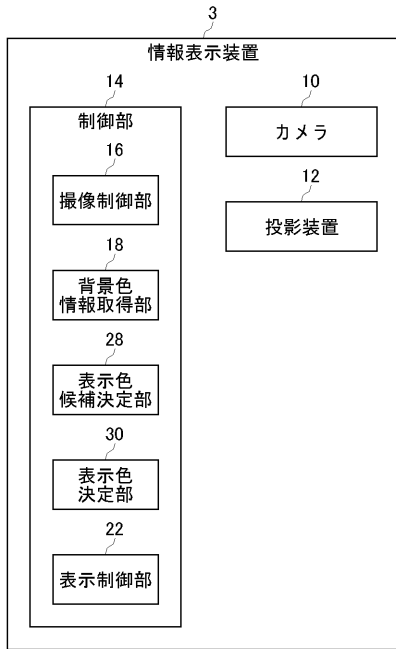 3
情報表示装置
14
制御部
16
撮像制御部
18
背景色
情報取得部
28
表示色
候補決定部
30
表示色
決定部
22
表示制御部
10
カメラ
12
投影装置